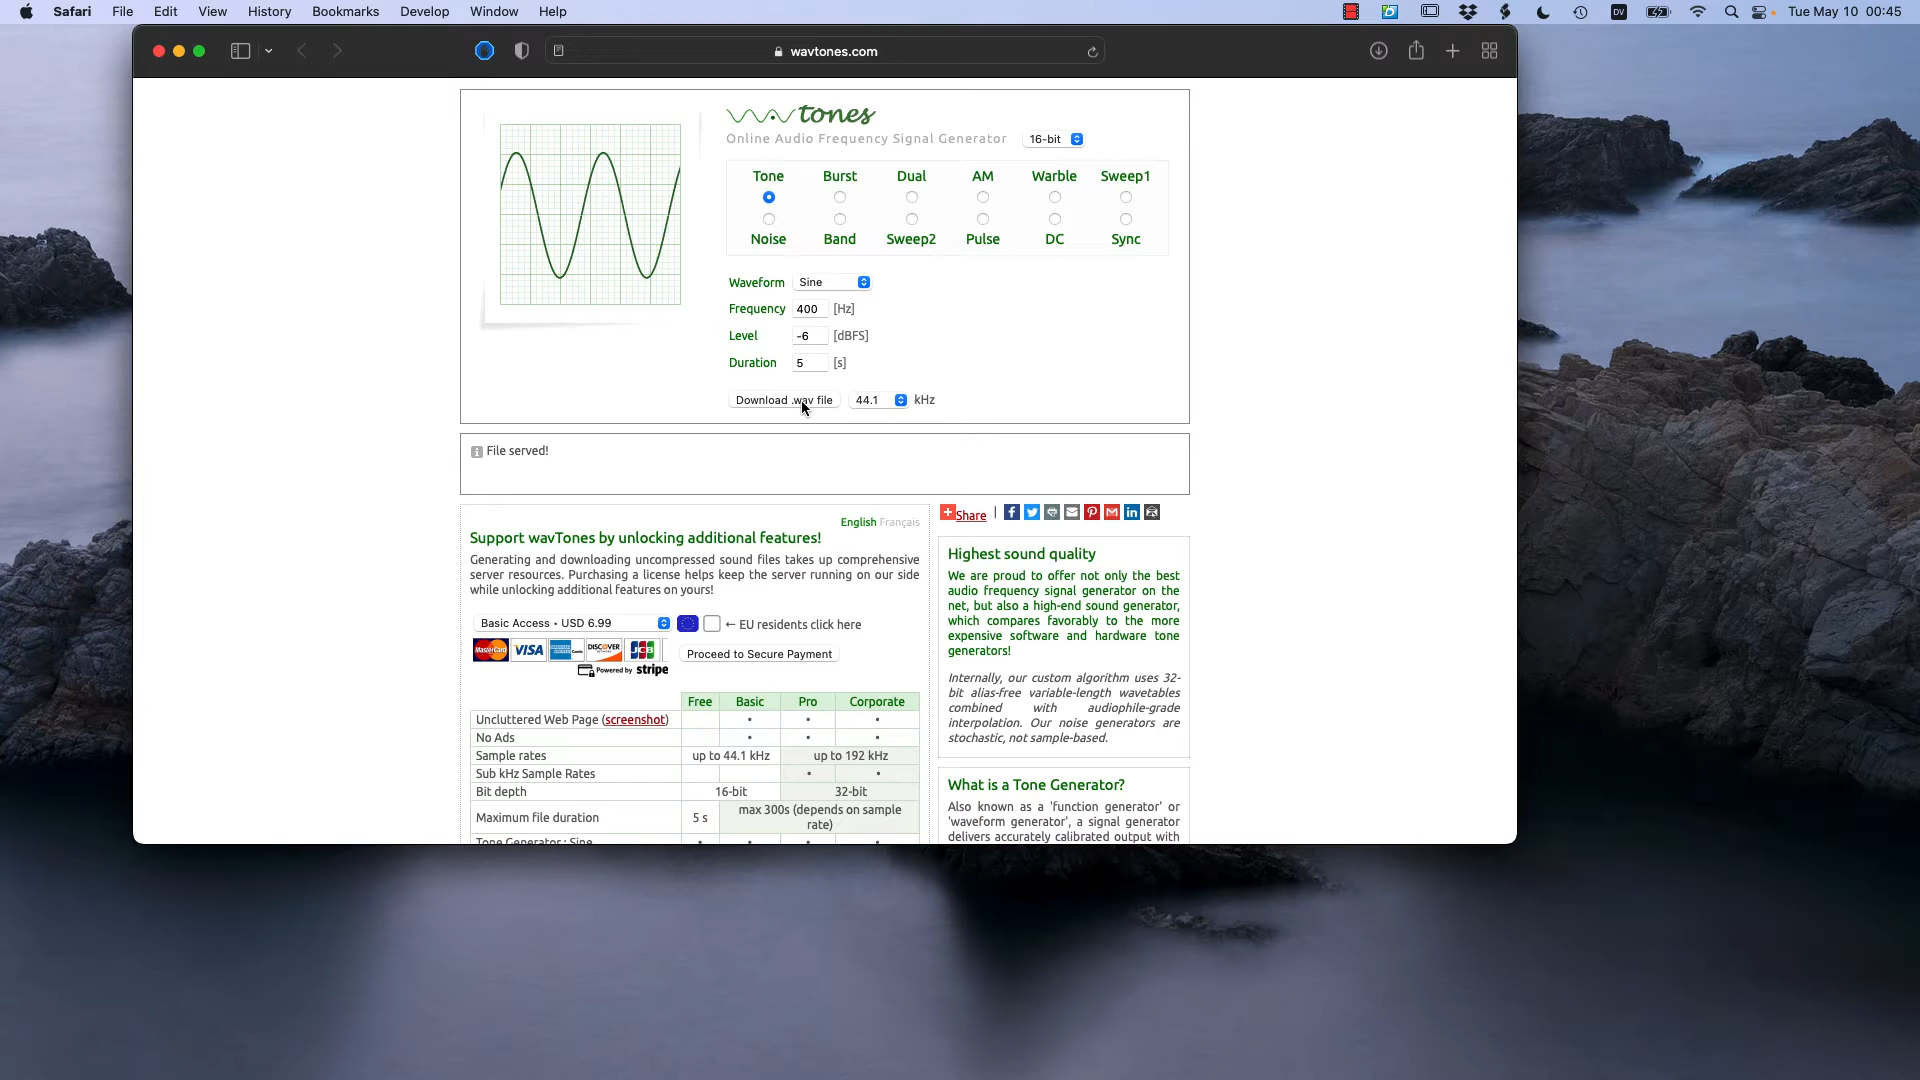 Safari File Edit View History Bookmarks Develop Window Help
DV
Tue May 10 00:45
wavtones.com
tones
Online Audio Frequency Signal Generator
16-bit
Tone Burst Dual AM Warble Sweep1
Noise Band Sweep2 Pulse DC Sync
Waveform Sine
Frequency 400 [Hz]
Level -6 [dBFS]
Duration 5 [s]
Download .wav file 44.1 kHz
File served!
English Français
Support wavTones by unlocking additional features!
Generating and downloading uncompressed sound files takes up comprehensive
server resources. Purchasing a license helps keep the server running on our side
while unlocking additional features on yours!
Basic Access • USD 6.99
← EU residents click here
MasterCard VISA DISCOVER JCB
Proceed to Secure Payment
Powered by stripe
Free Basic Pro Corporate
Uncluttered Web Page (screenshot) • • •
No Ads • • •
Sample rates up to 44.1 kHz up to 192 kHz
Sub kHz Sample Rates • •
Bit depth 16-bit 32-bit
Maximum file duration 5 s max 300s (depends on sample
rate)
Tone Generator : Sine • • • •
Share |
Highest sound quality
We are proud to offer not only the best
audio frequency signal generator on the
net, but also a high-end sound generator,
which compares favorably to the more
expensive software and hardware tone
generators!
Internally, our custom algorithm uses 32-
bit alias-free variable-length wavetables
combined with audiophile-grade
interpolation. Our noise generators are
stochastic, not sample-based.
What is a Tone Generator?
Also known as a 'function generator' or
'waveform generator', a signal generator
delivers accurately calibrated output with